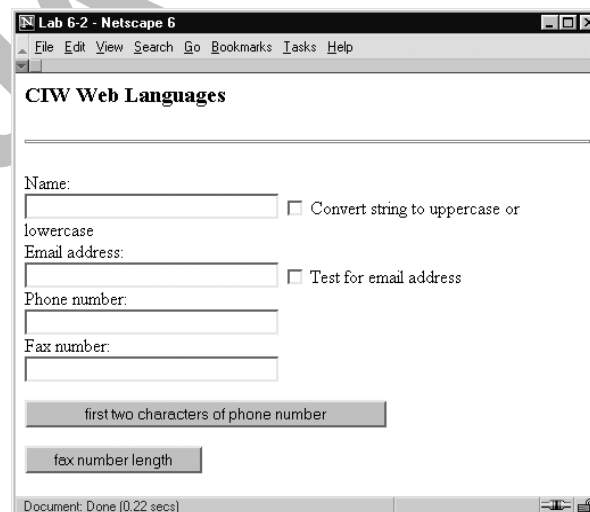 Lab 6-2 - Netscape 6
File Edit View Search Go Bookmarks Tasks Help
CIW Web Languages
Name:
Convert string to uppercase or
lowercase
Email address:
Test for email address
Phone number:
Fax number:
first two characters of phone number
fax number length
Document: Done (0.22 secs)